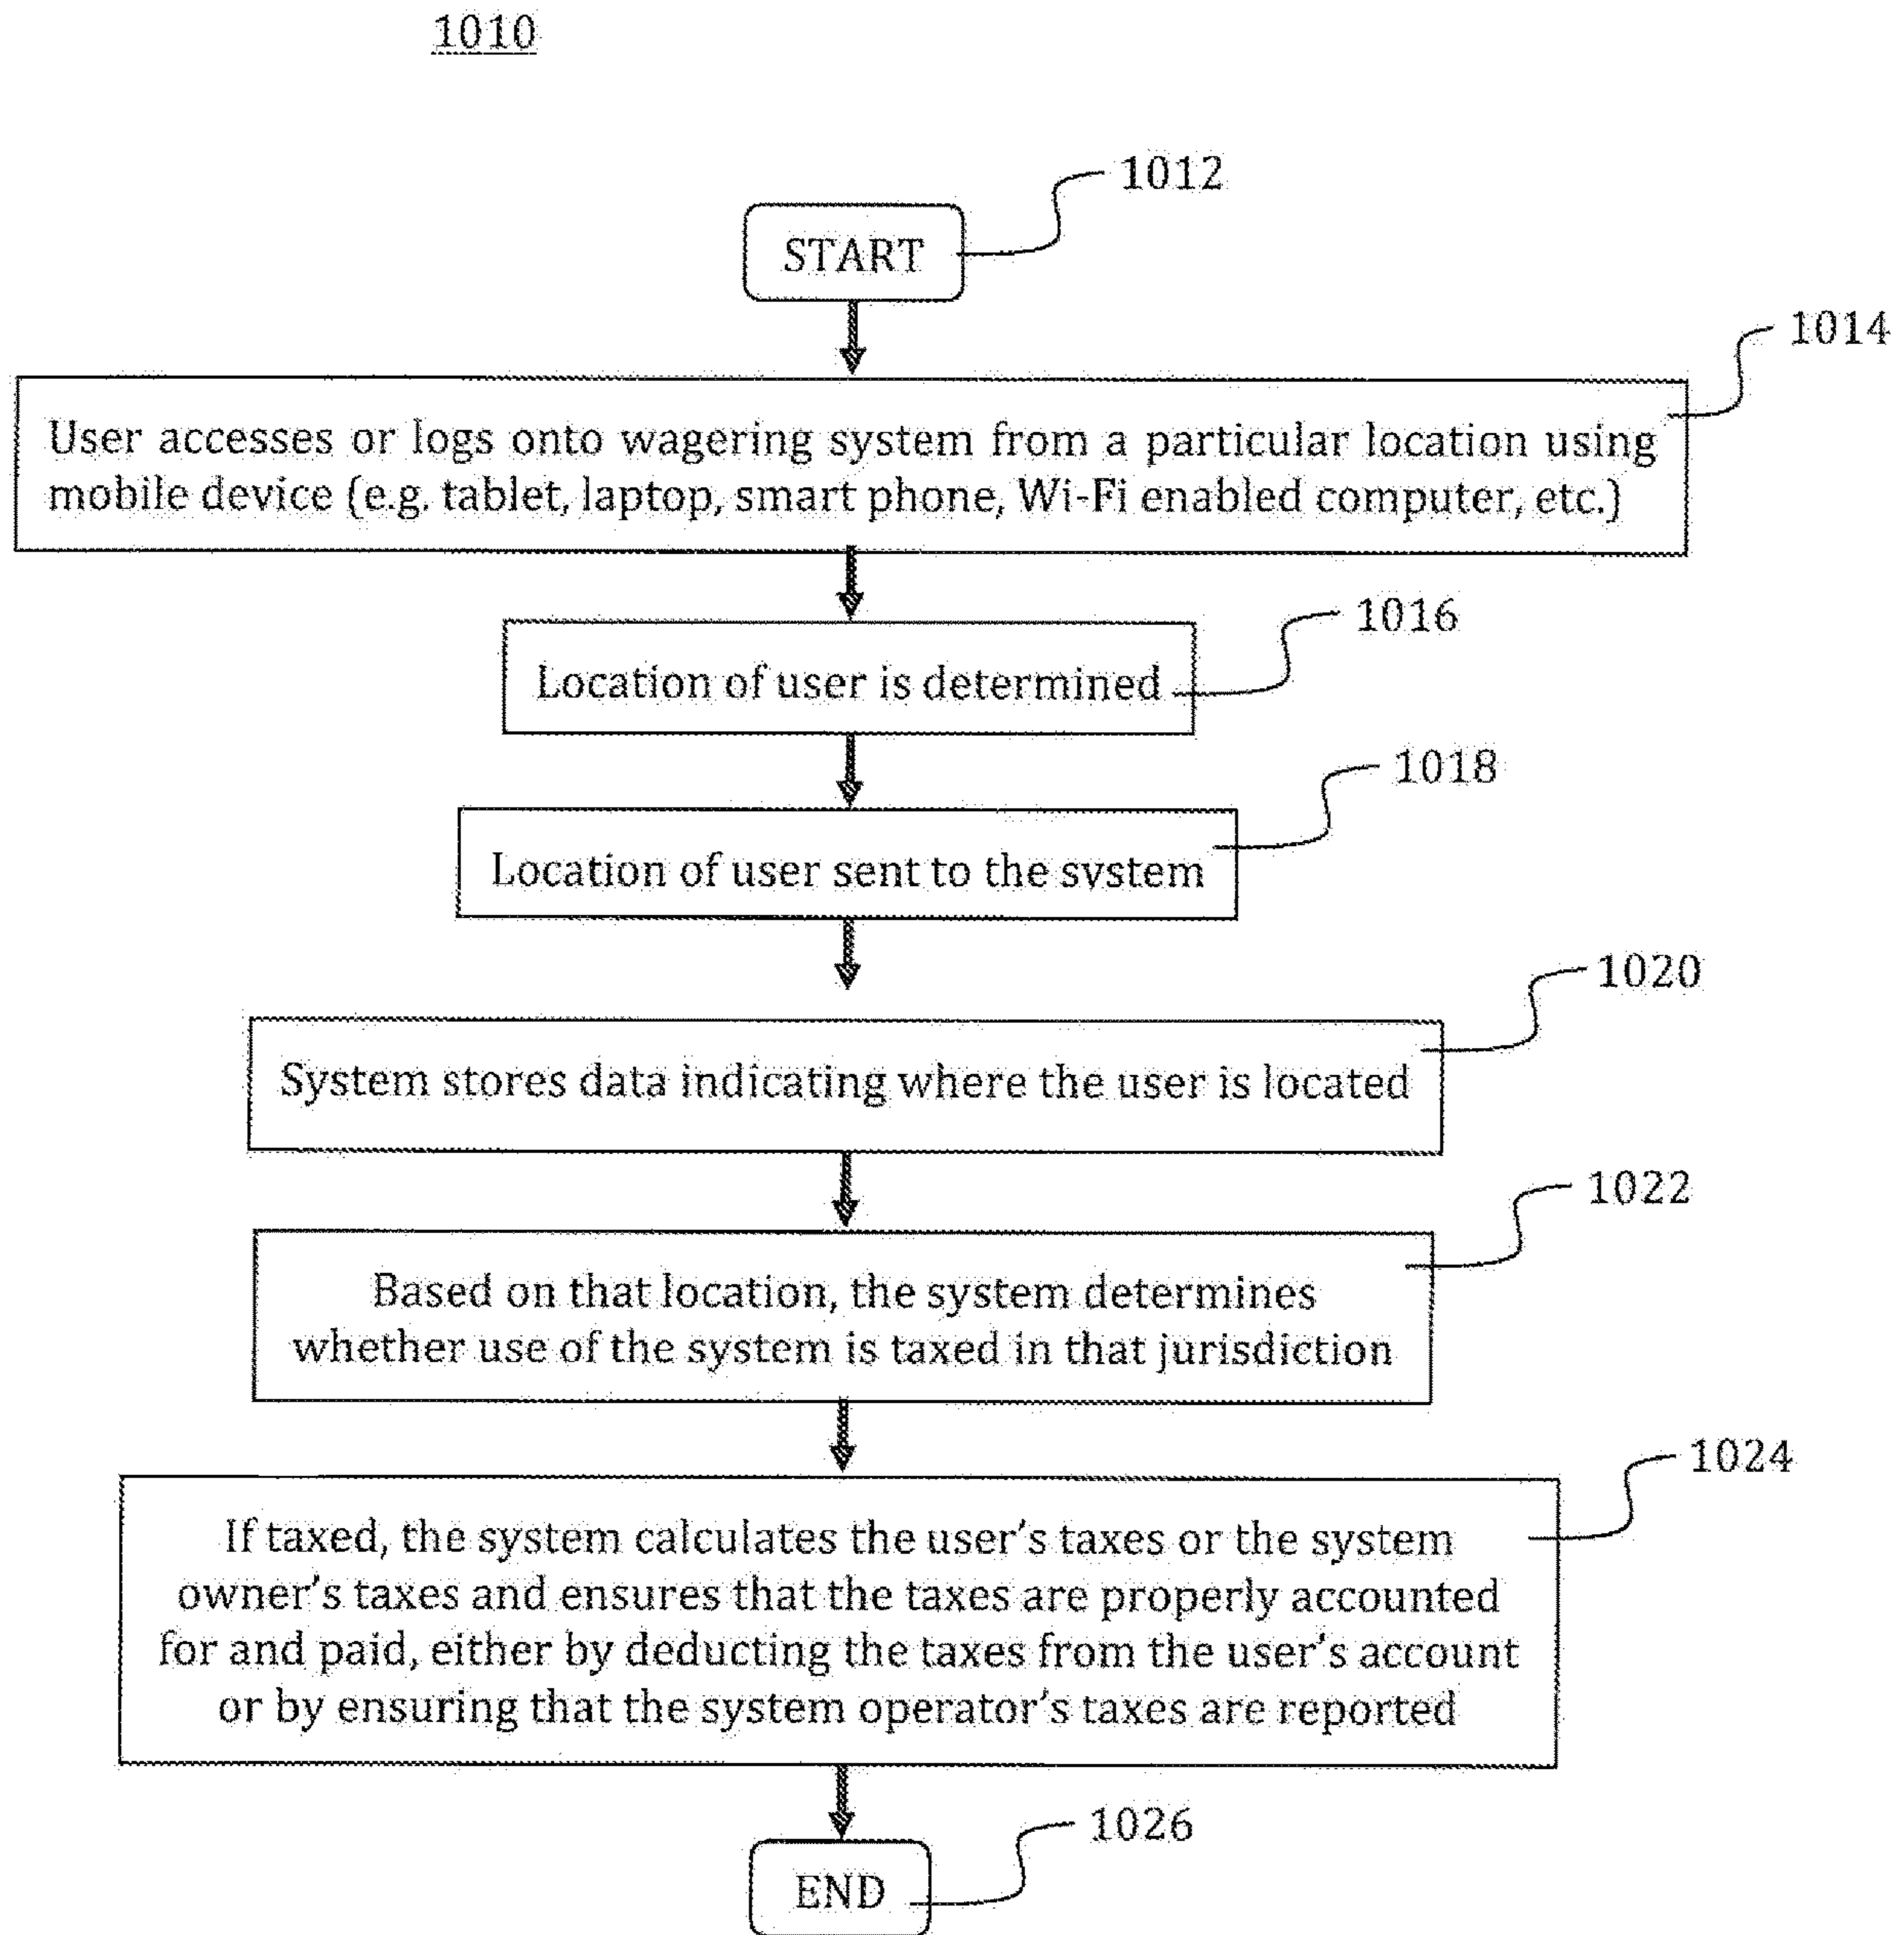 1010
1012
START
1014
User accesses or logs onto wagering system from a particular location using
mobile device (e.g. tablet, laptop, smart phone, Wi-Fi enabled computer, etc.)
1016
Location of user is determined
1018
Location of user sent to the system
1020
System stores data indicating where the user is located
1022
Based on that location, the system determines
whether use of the system is taxed in that jurisdiction
1024
If taxed, the system calculates the user's taxes or the system
owner's taxes and ensures that the taxes are properly accounted
for and paid, either by deducting the taxes from the user's account
or by ensuring that the system operator's taxes are reported
1026
END